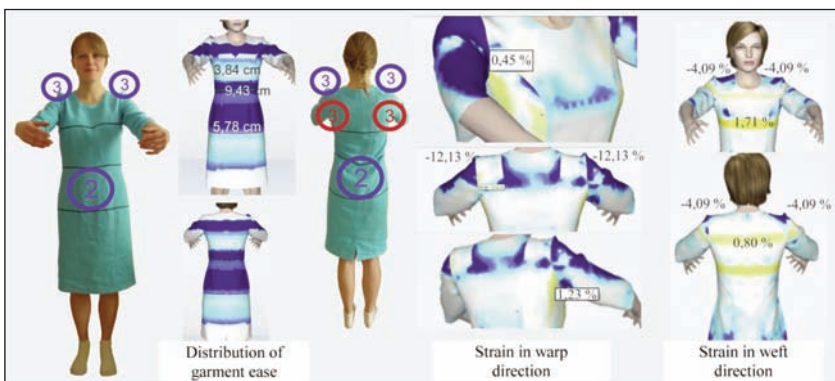 3
3
2
3,84 cm
9,43 cm
5,78 cm
Distribution of
garment ease
3
3
3
3
2
0,45 %
-12,13 %
-12,13 %
1,23 %
Strain in warp
direction
-4,09 %
-4,09 %
1,71 %
-4,09 %
-4,09 %
0,80 %
Strain in weft
direction